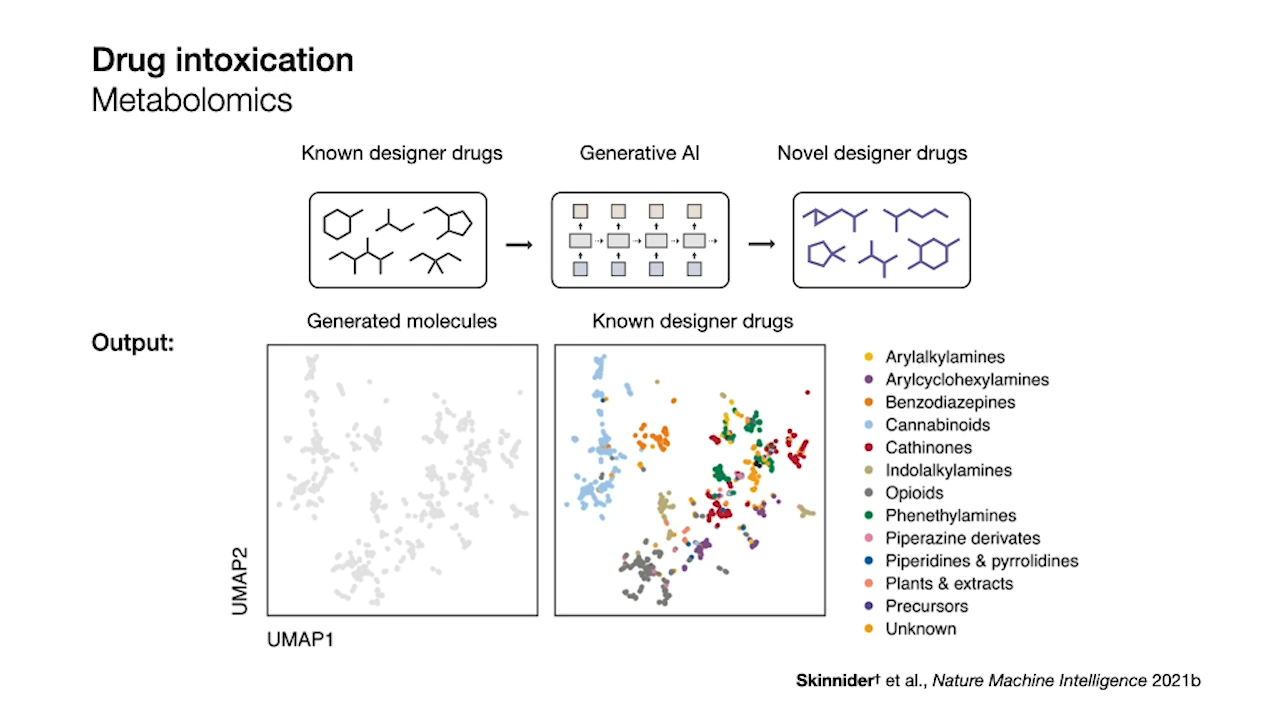 Drug intoxication
Metabolomics
Known designer drugs
Generative AI
Novel designer drugs
Output:
Generated molecules
Known designer drugs
UMAP2
UMAP1
Arylalkylamines
Arylcyclohexylamines
Benzodiazepines
Cannabinoids
Cathinones
Indolalkylamines
Opioids
Phenethylamines
Piperazine derivates
Piperidines & pyrrolidines
Plants & extracts
Precursors
Unknown
Skinnider† et al., Nature Machine Intelligence 2021b